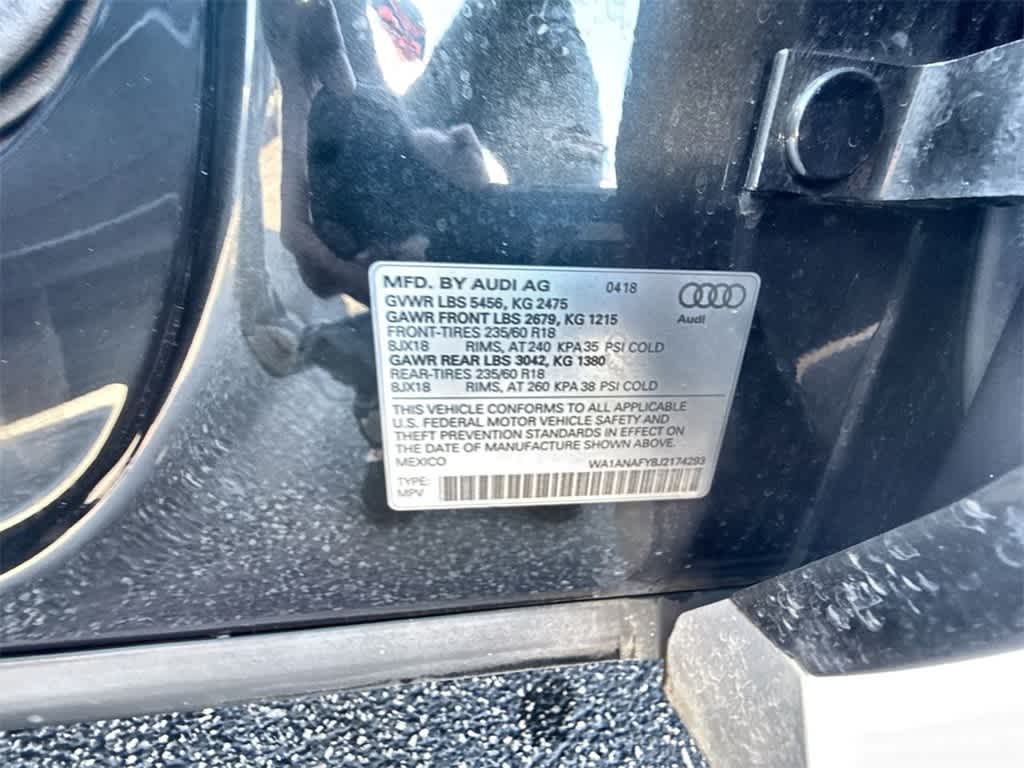 MFD. BY AUDI AG 0418
GVWR LBS 5456, KG 2475
GAWR FRONT LBS 2679, KG 1215
Audi
FRONT-TIRES 235/60 R18
8JX18 RIMS, AT 240 KPA 35 PSI COLD
GAWR REAR LBS 3042, KG 1380
REAR-TIRES 235/60 R18
8JX18 RIMS, AT 260 KPA 38 PSI COLD
THIS VEHICLE CONFORMS TO ALL APPLICABLE
U.S. FEDERAL MOTOR VEHICLE SAFETY AND
THEFT PREVENTION STANDARDS IN EFFECT ON
THE DATE OF MANUFACTURE SHOWN ABOVE.
MEXICO WA1ANAFY8J2174293
TYPE:
MPV